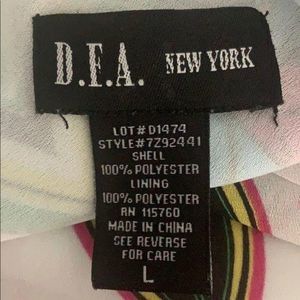 D.F.A. NEW YORK
LOT#D1474
STYLE#7Z92441
SHELL
100% POLYESTER
LINING
100% POLYESTER
RN 115760
MADE IN CHINA
SEE REVERSE
FOR CARE
L